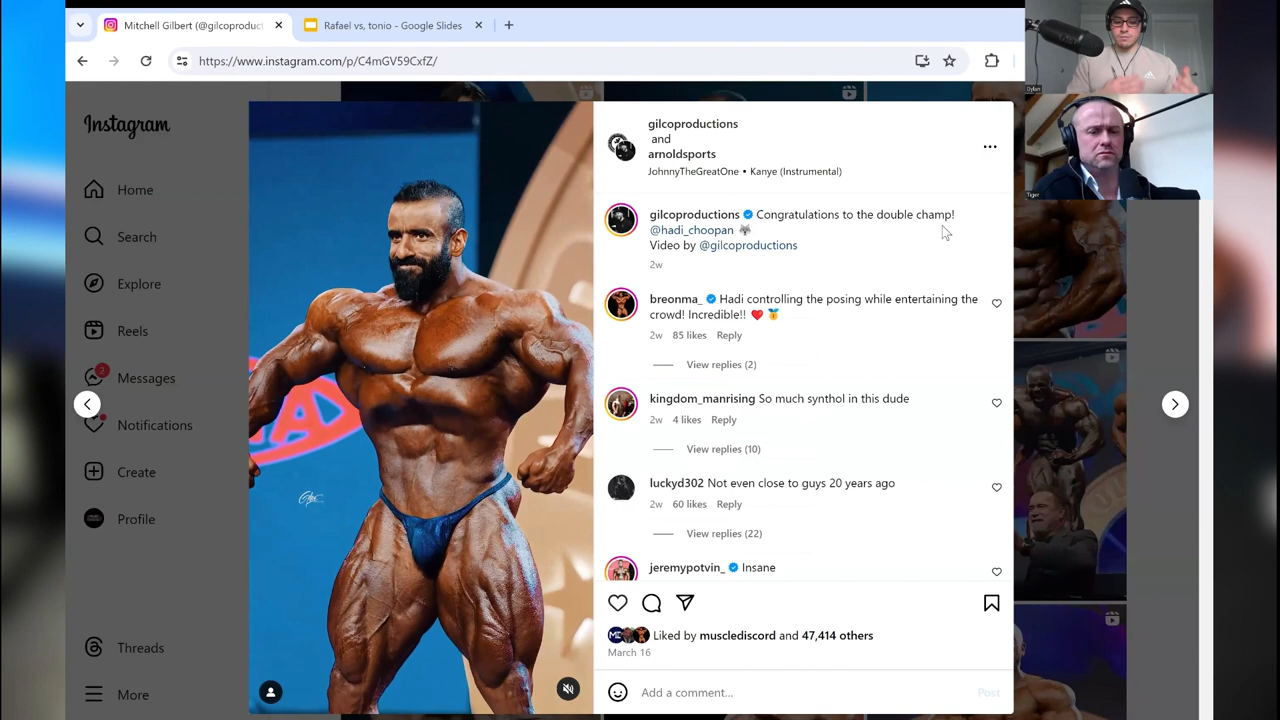 Mitchell Gilbert (@gilcoproduct
Rafael vs, tonio - Google Slides
https://www.instagram.com/p/C4mGV59CxfZ/
Dylan
Tiger
Instagram
Home
Search
Explore
Reels
2
Messages
Notifications
Create
Profile
Threads
More
gilcoproductions
and
arnoldsports
JohnnyTheGreatOne • Kanye (Instrumental)
gilcoproductions Congratulations to the double champ!
@hadi_choopan 🐺
Video by @gilcoproductions
2w
breonma_ Hadi controlling the posing while entertaining the
crowd! Incredible!! ❤️ 🥇
2w 85 likes Reply
View replies (2)
kingdom_manrising So much synthol in this dude
2w 4 likes Reply
View replies (10)
luckyd302 Not even close to guys 20 years ago
2w 60 likes Reply
View replies (22)
jeremypotvin_ Insane
Liked by musclediscord and 47,414 others
March 16
Add a comment...
Post